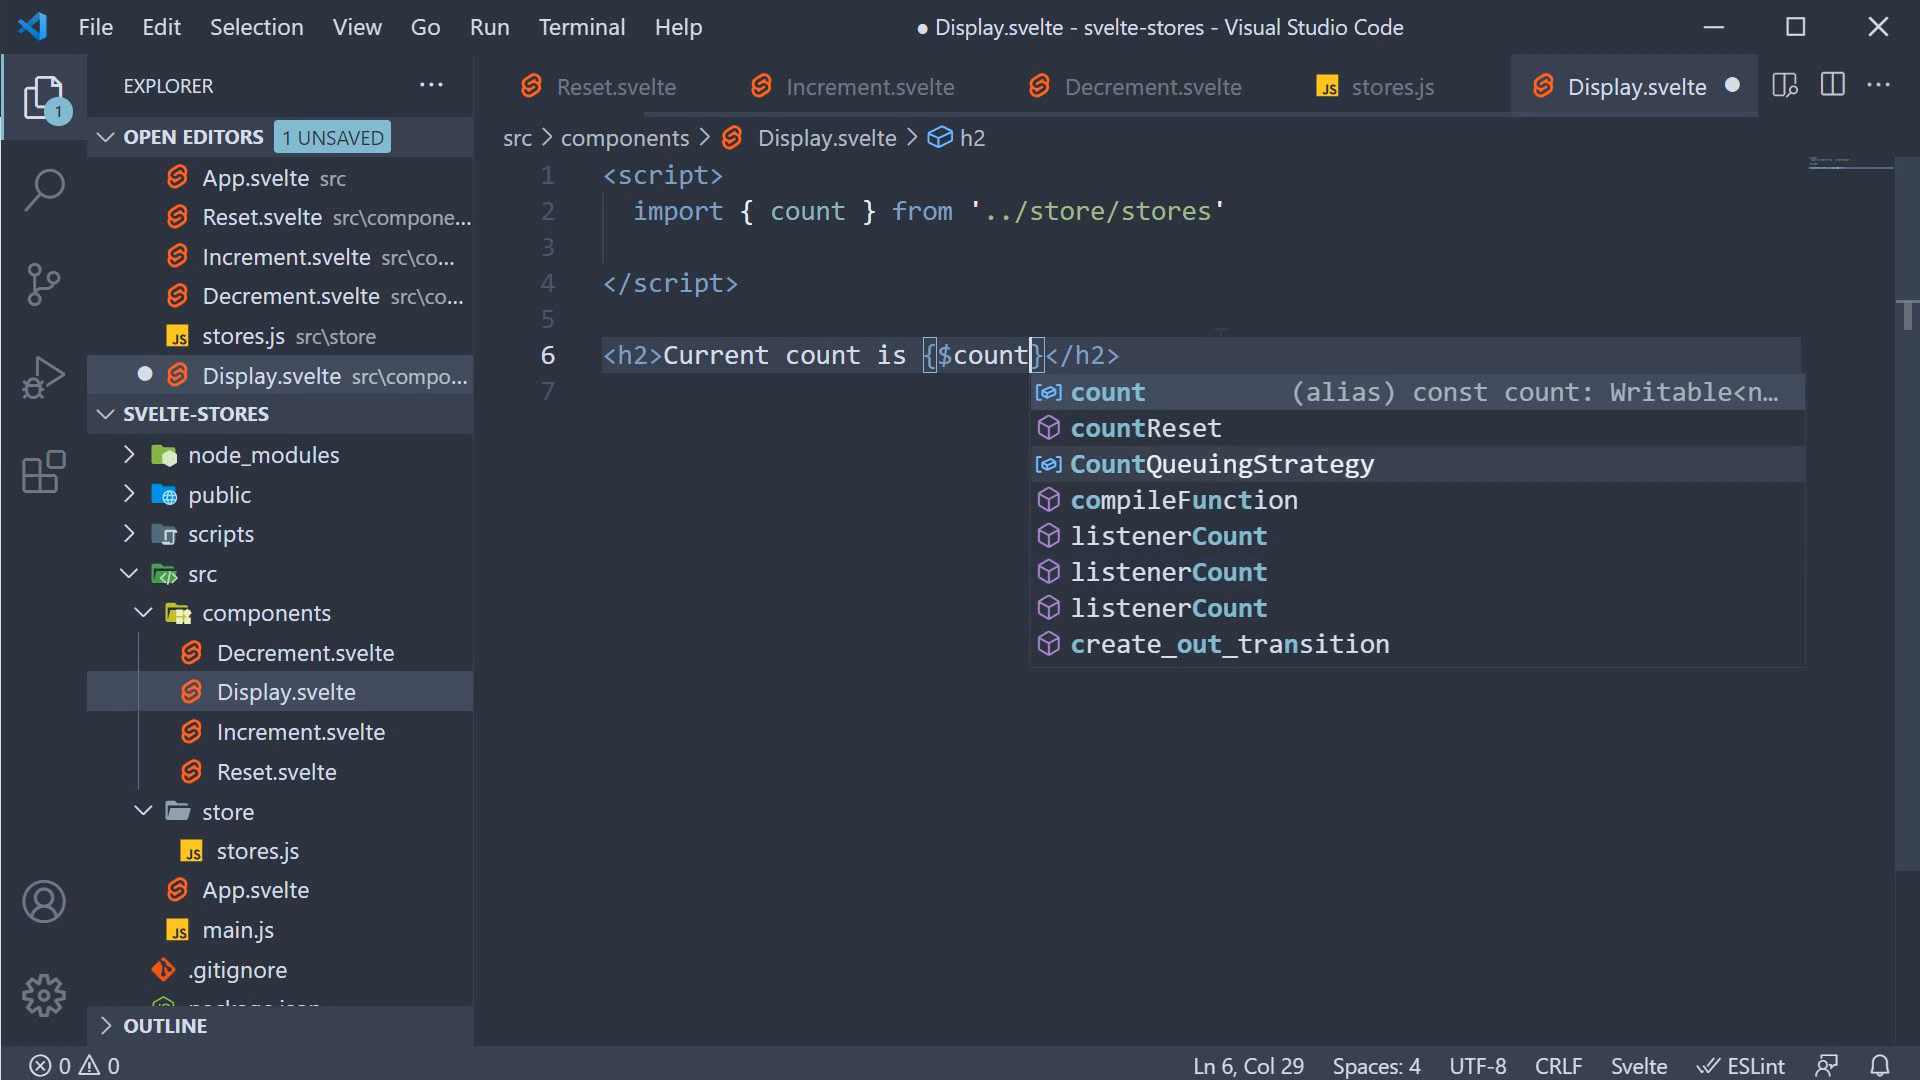 File Edit Selection View Go Run Terminal Help
● Display.svelte - svelte-stores - Visual Studio Code
1
EXPLORER
OPEN EDITORS 1 UNSAVED
App.svelte src
Reset.svelte src\compone...
Increment.svelte src\co...
Decrement.svelte src\co...
JS stores.js src\store
Display.svelte src\compo...
SVELTE-STORES
node_modules
public
scripts
src
components
Decrement.svelte
Display.svelte
Increment.svelte
Reset.svelte
store
JS stores.js
App.svelte
JS main.js
.gitignore
OUTLINE
Reset.svelte Increment.svelte Decrement.svelte JS stores.js Display.svelte
src > components > Display.svelte > h2
1 <script>
2 import { count } from '../store/stores'
3
4 </script>
5
6 <h2>Current count is {$count}</h2>
7
count (alias) const count: Writable<n...
countReset
CountQueuingStrategy
compileFunction
listenerCount
listenerCount
listenerCount
create_out_transition
0 0 Ln 6, Col 29 Spaces: 4 UTF-8 CRLF Svelte ESLint